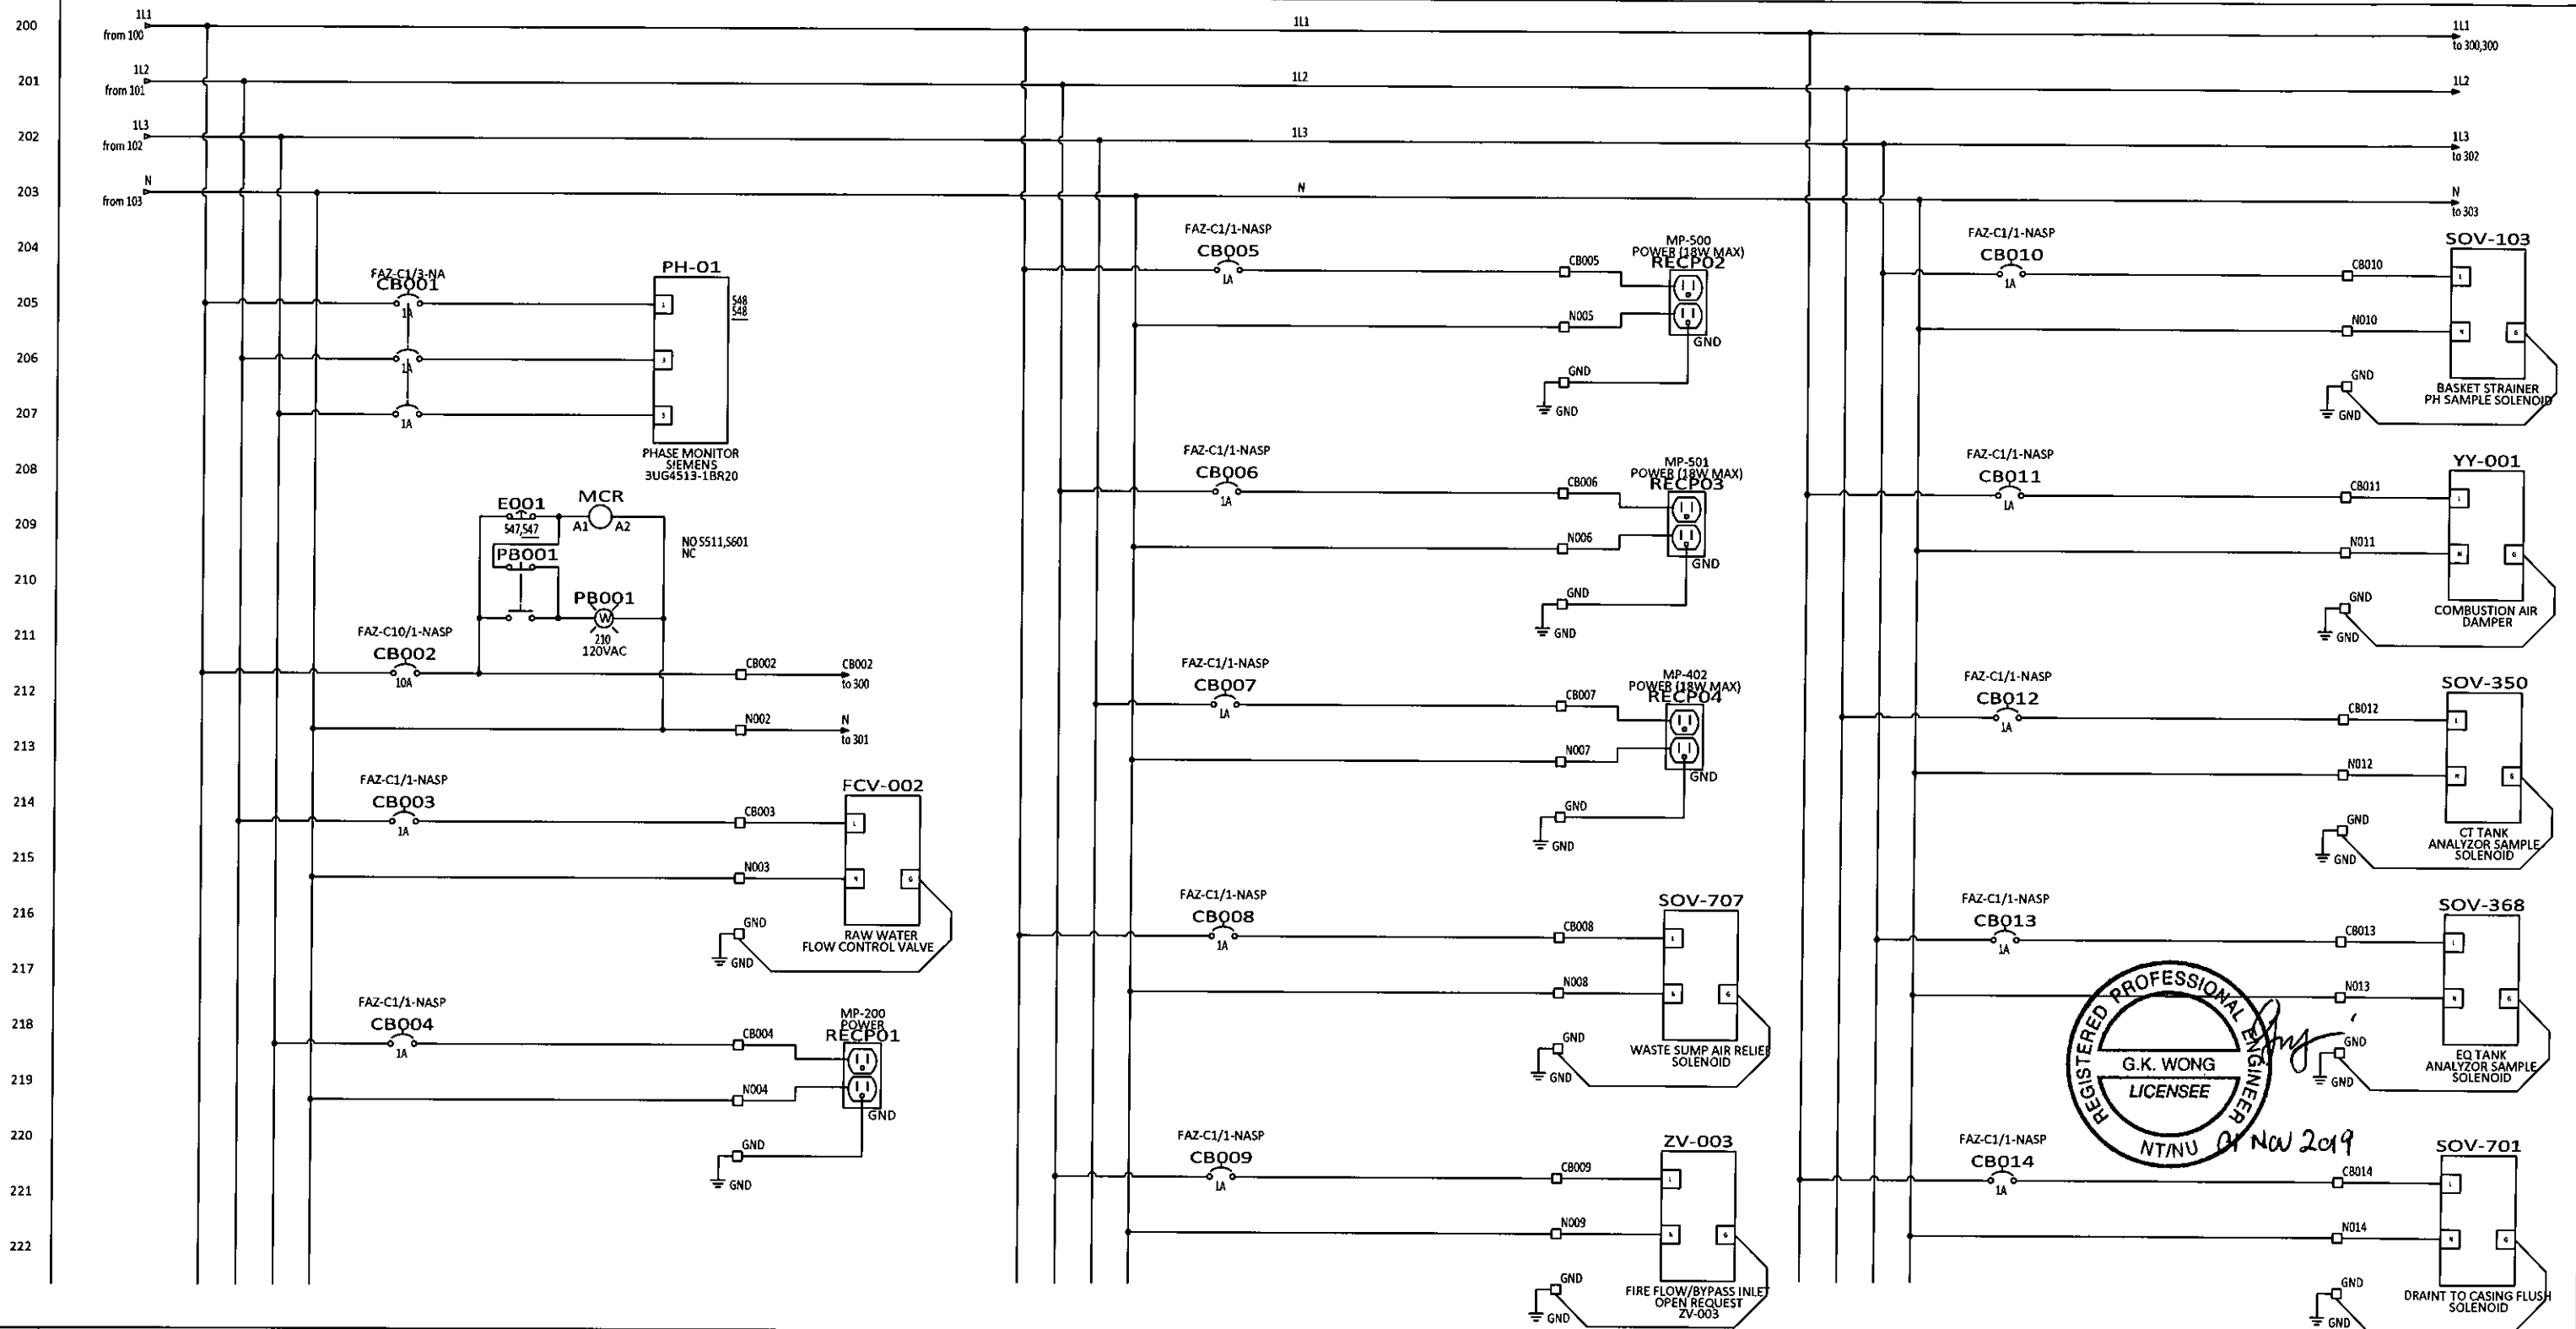 200
201
202
203
204
205
206
207
208
209
210
211
212
213
214
215
216
217
218
219
220
221
222
1L1
from 100
1L2
from 101
1L3
from 102
N
from 103
1L1
1L2
1L3
N
1L1
to 300,300
1L2
1L3
to 302
N
to 303
FAZ-C1/3-NA
CB001
1A
1A
1A
PH-01
548
548
PHASE MONITOR
SIEMENS
3UG4513-1BR20
E001
547,547
MCR
A1 A2
NO 5511,5601
NC
PB001
PB001
W
210
120VAC
FAZ-C10/1-NASP
CB002
10A
CB002
CB002
to 300
N002
N
to 301
FAZ-C1/1-NASP
CB003
1A
CB003
N003
GND
GND
FCV-002
L
N
G
RAW WATER
FLOW CONTROL VALVE
FAZ-C1/1-NASP
CB004
1A
CB004
N004
GND
GND
MP-200
POWER
RECP01
GND
FAZ-C1/1-NASP
CB005
1A
CB005
N005
GND
GND
MP-500
POWER (18W MAX)
RECP02
GND
FAZ-C1/1-NASP
CB006
1A
CB006
N006
GND
GND
MP-501
POWER (18W MAX)
RECP03
GND
FAZ-C1/1-NASP
CB007
1A
CB007
N007
GND
GND
MP-402
POWER (18W MAX)
RECP04
GND
FAZ-C1/1-NASP
CB008
1A
CB008
N008
GND
GND
SOV-707
L
N
G
WASTE SUMP AIR RELIEF
SOLENOID
FAZ-C1/1-NASP
CB009
1A
CB009
N009
GND
GND
ZV-003
L
N
G
FIRE FLOW/BYPASS INLET
OPEN REQUEST
ZV-003
FAZ-C1/1-NASP
CB010
1A
CB010
N010
GND
GND
SOV-103
L
N
G
BASKET STRAINER
PH SAMPLE SOLENOID
FAZ-C1/1-NASP
CB011
1A
CB011
N011
GND
GND
YY-001
L
N
G
COMBUSTION AIR
DAMPER
FAZ-C1/1-NASP
CB012
1A
CB012
N012
GND
GND
SOV-350
L
N
G
CT TANK
ANALYZOR SAMPLE
SOLENOID
FAZ-C1/1-NASP
CB013
1A
CB013
N013
GND
GND
SOV-368
L
N
G
EQ TANK
ANALYZOR SAMPLE
SOLENOID
REGISTERED PROFESSIONAL ENGINEER
G.K. WONG
LICENSEE
NT/NU
Nov 2019
FAZ-C1/1-NASP
CB014
1A
CB014
N014
GND
GND
SOV-701
L
N
G
DRAINT TO CASING FLUSH
SOLENOID